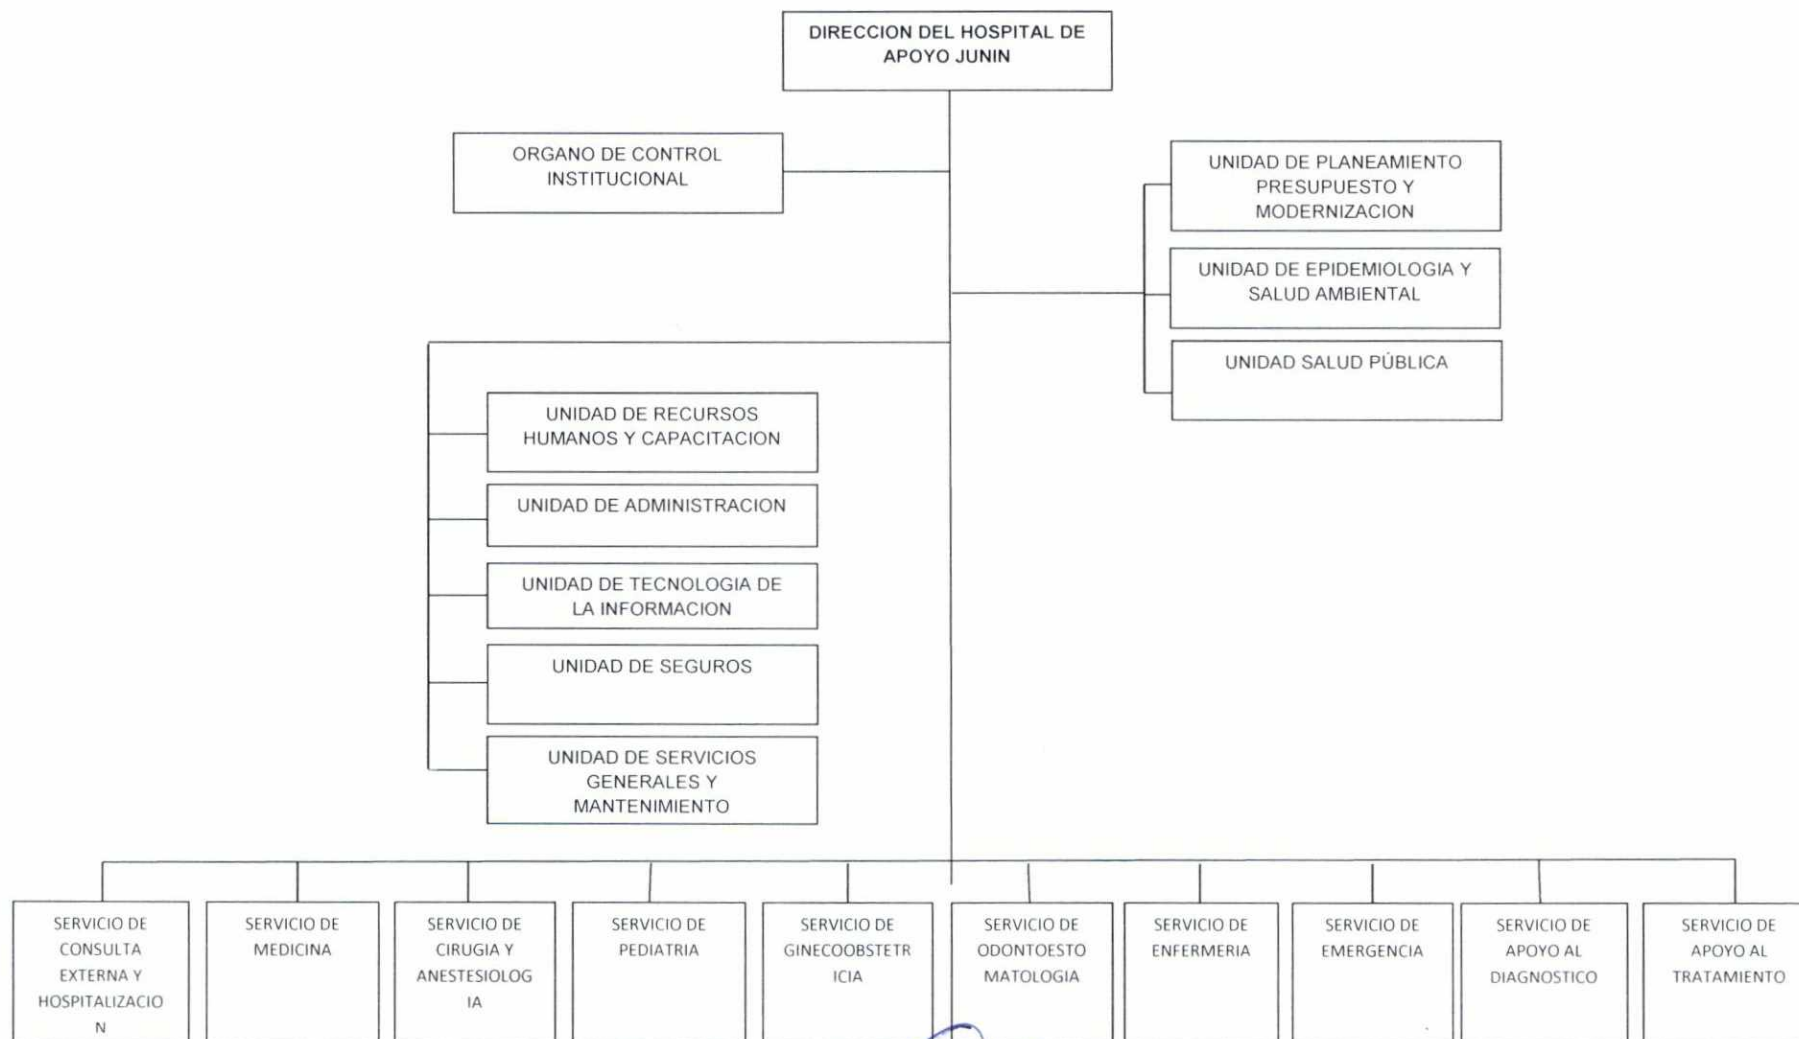 DIRECCION DEL HOSPITAL DE
APOYO JUNIN
ORGANO DE CONTROL
INSTITUCIONAL
UNIDAD DE PLANEAMIENTO
PRESUPUESTO Y
MODERNIZACION
UNIDAD DE EPIDEMIOLOGIA Y
SALUD AMBIENTAL
UNIDAD SALUD PÚBLICA
UNIDAD DE RECURSOS
HUMANOS Y CAPACITACION
UNIDAD DE ADMINISTRACION
UNIDAD DE TECNOLOGIA DE
LA INFORMACION
UNIDAD DE SEGUROS
UNIDAD DE SERVICIOS
GENERALES Y
MANTENIMIENTO
SERVICIO DE
CONSULTA
EXTERNA Y
HOSPITALIZACIO
N
SERVICIO DE
MEDICINA
SERVICIO DE
CIRUGIA Y
ANESTESIOLOG
IA
SERVICIO DE
PEDIATRIA
SERVICIO DE
GINECOOBSTETR
ICIA
SERVICIO DE
ODONTOESTO
MATOLOGIA
SERVICIO DE
ENFERMERIA
SERVICIO DE
EMERGENCIA
SERVICIO DE
APOYO AL
DIAGNOSTICO
SERVICIO DE
APOYO AL
TRATAMIENTO